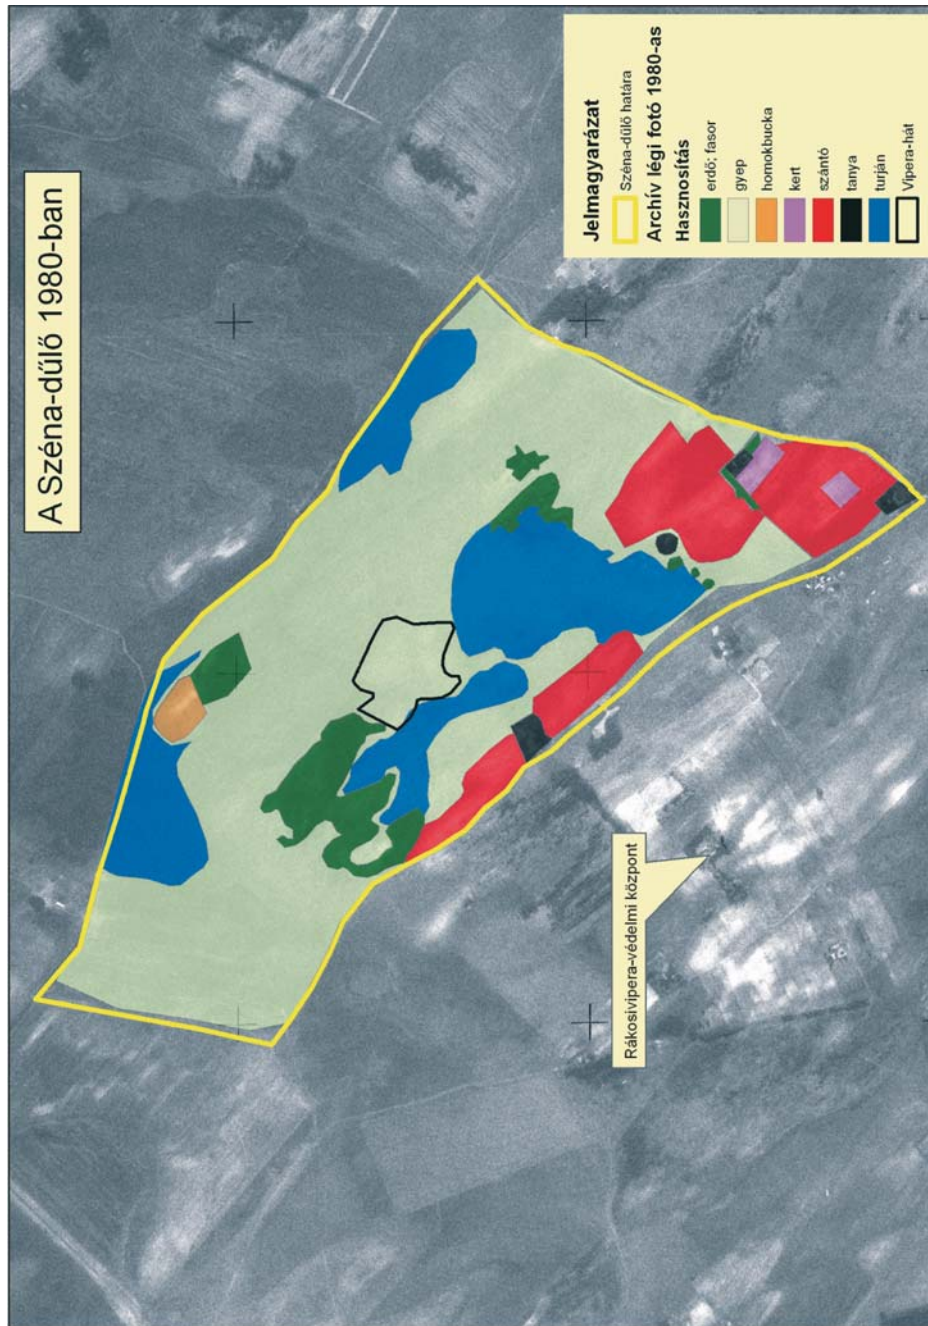 A Széna-dűlő 1980-ban
Jelmagyarázat
Széna-dűlő határa
Archív légi fotó 1980-as
Hasznosítás
erdő; fasor
gyep
homokbucka
kert
szántó
tanya
turján
Vipera-hát
Rákosivipera-védelmi központ